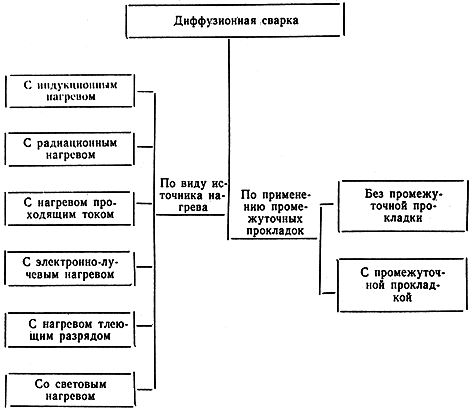 Диффузионная сварка
С индукционным
нагревом
С радиационным
нагревом
С нагревом про-
ходящим током
С электронно-лу-
чевым нагревом
С нагревом тлею-
щим разрядом
Со световым
нагревом
По виду ис-
точника на-
грева
По примене-
нию проме-
жуточных
прокладок
Без промежу-
точной про-
кладки
С промежуточ-
ной проклад-
кой